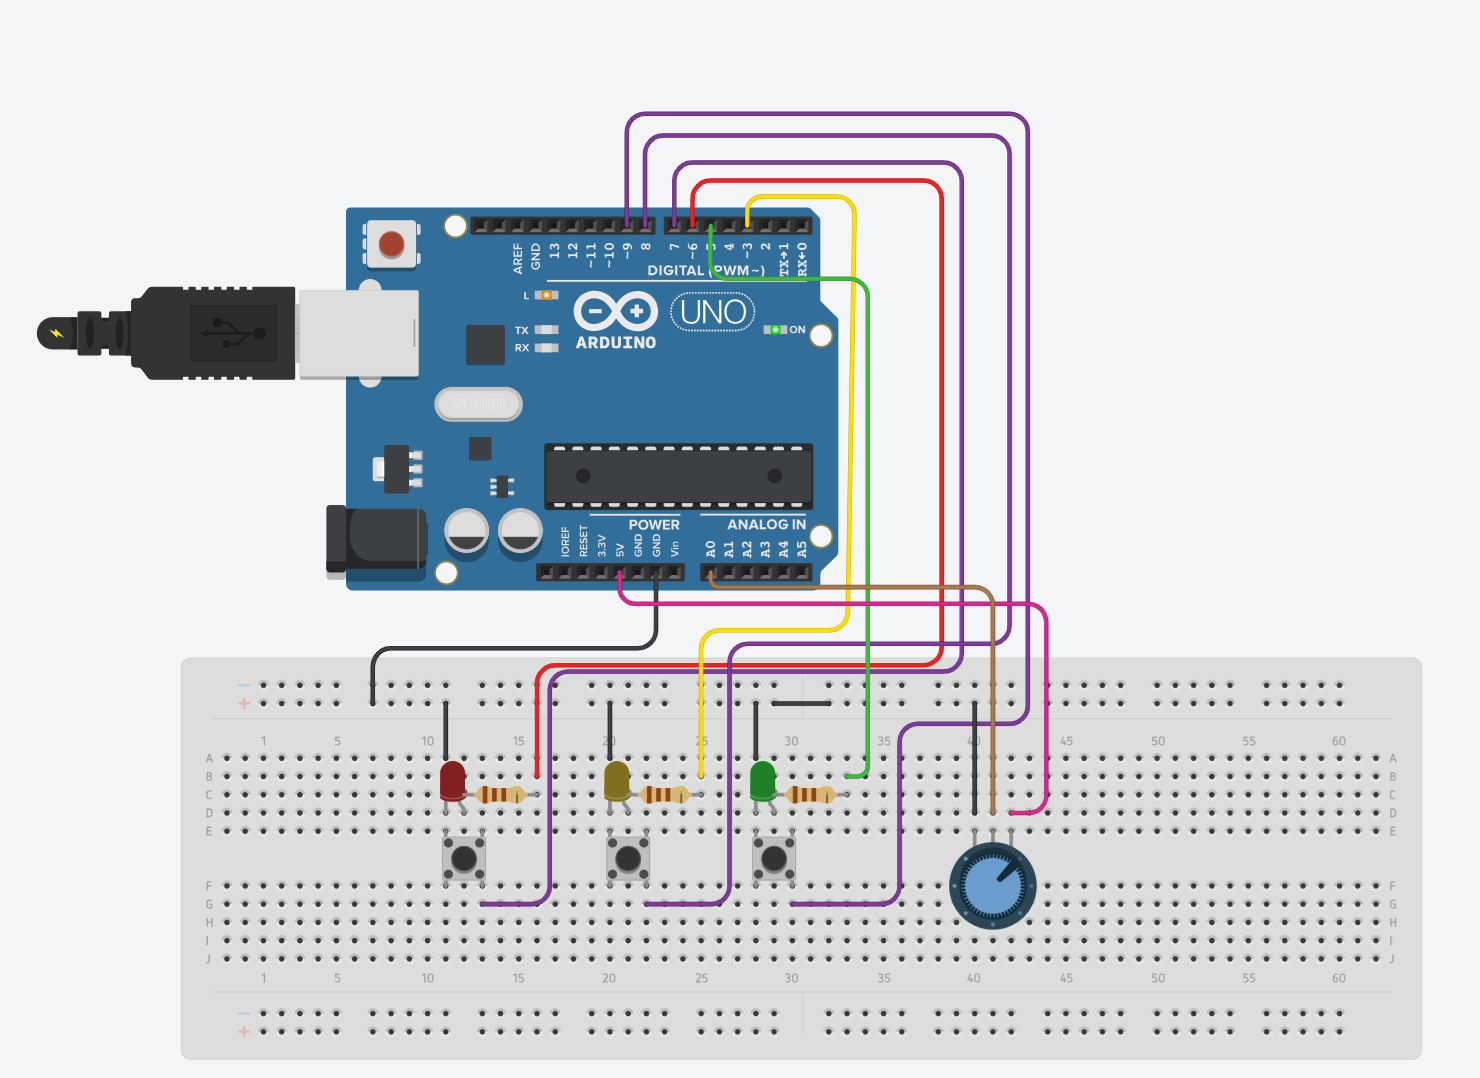 AREF
GND
13
12
~11
~10
~9
8
7
~6
5
4
~3
2
TX→1
RX←0
DIGITAL (PWM~)
L
TX
RX
UNO
ON
ARDUINO
SPK16.000G
POWER
ANALOG IN
IOREF
RESET
3.3V
5V
GND
GND
Vin
A0
A1
A2
A3
A4
A5
− −
+ +
1 5 10 15 20 25 30 35 40 45 50 55 60
A A
B B
C C
D D
E E
F F
G G
H H
I I
J J
1 5 10 15 20 25 30 35 40 45 50 55 60
−
+